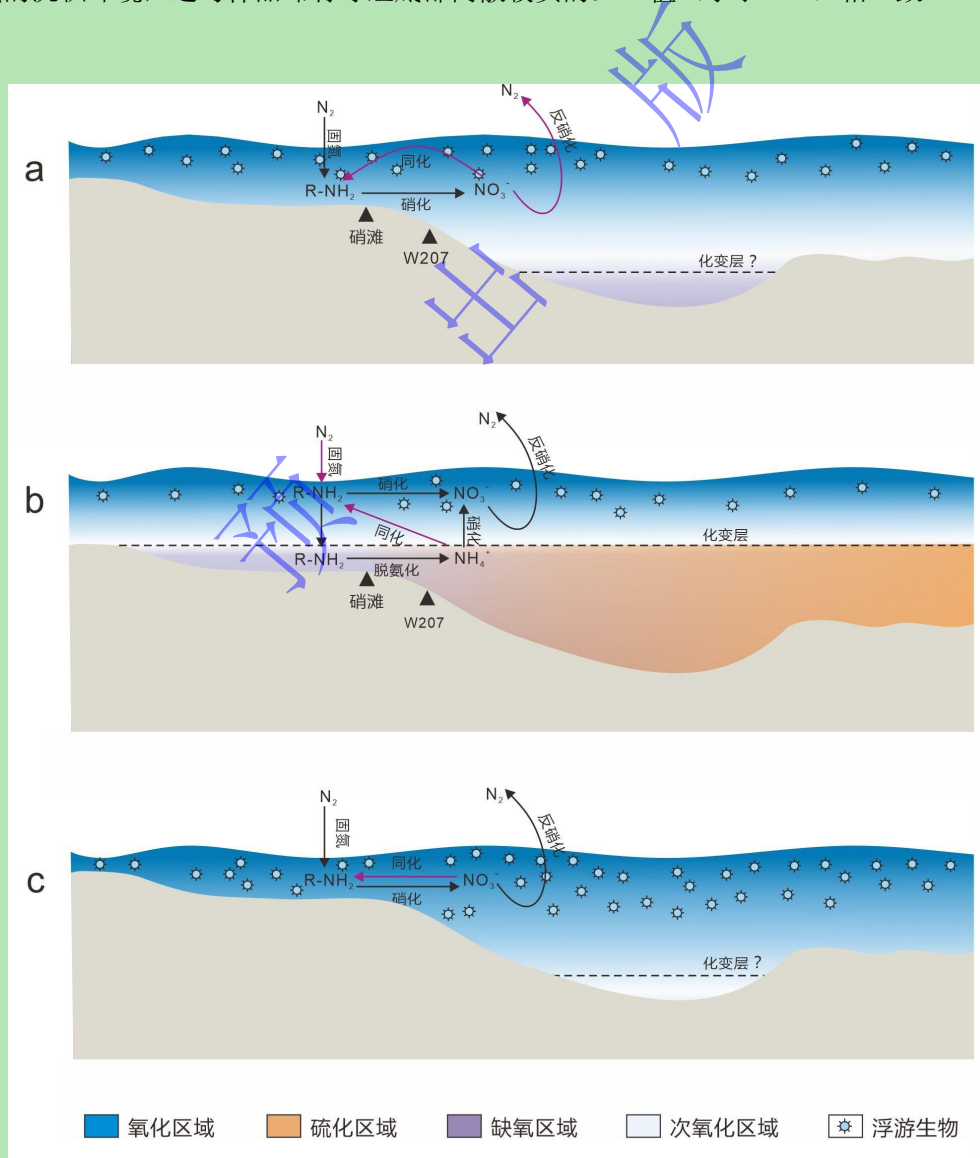 N₂
N₂
固氮
反硝化
同化
a
R-NH₂
NO₃⁻
硝化
硝滩
W207
化变层？
N₂
N₂
固氮
反硝化
b
R-NH₂
硝化
NO₃⁻
同化
硝化
化变层
R-NH₂
脱氨化
NH₄⁺
硝滩
W207
N₂
N₂
固氮
反硝化
c
同化
R-NH₂
NO₃⁻
硝化
化变层？
氧化区域
硫化区域
缺氧区域
次氧化区域
浮游生物
出版